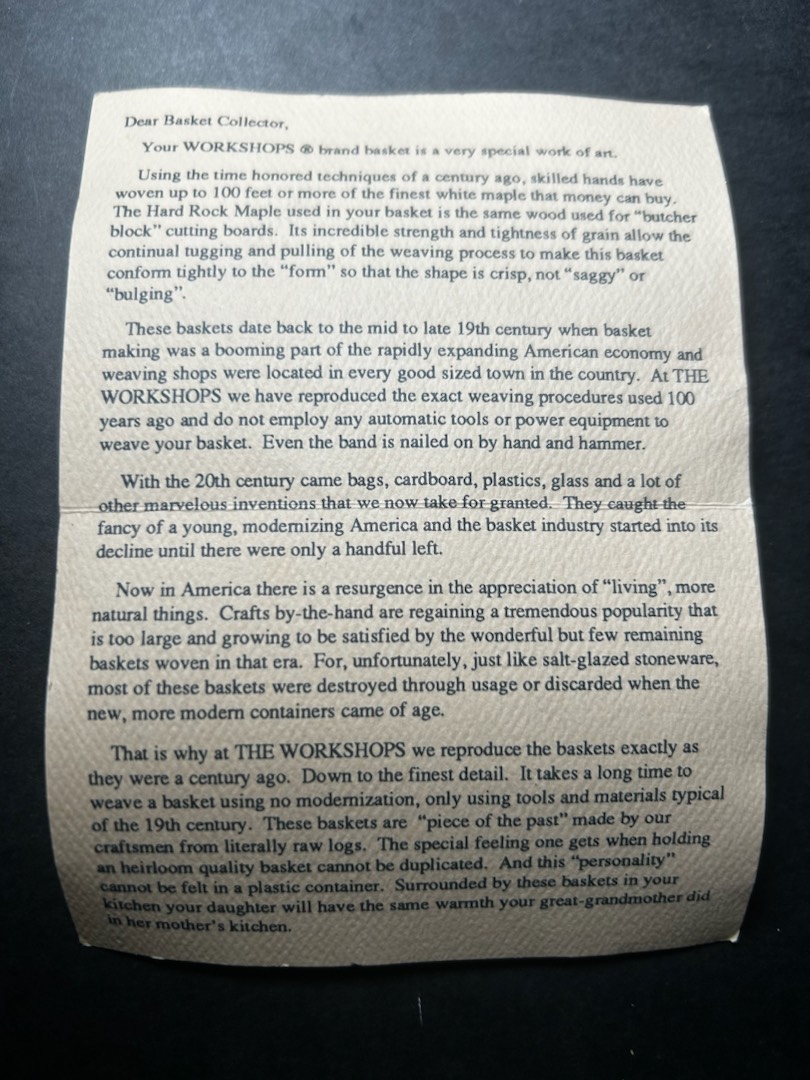 Dear Basket Collector,
Your WORKSHOPS ® brand basket is a very special work of art.
Using the time honored techniques of a century ago, skilled hands have
woven up to 100 feet or more of the finest white maple that money can buy.
The Hard Rock Maple used in your basket is the same wood used for “butcher
block” cutting boards. Its incredible strength and tightness of grain allow the
continual tugging and pulling of the weaving process to make this basket
conform tightly to the “form” so that the shape is crisp, not “saggy” or
“bulging”.
These baskets date back to the mid to late 19th century when basket
making was a booming part of the rapidly expanding American economy and
weaving shops were located in every good sized town in the country. At THE
WORKSHOPS we have reproduced the exact weaving procedures used 100
years ago and do not employ any automatic tools or power equipment to
weave your basket. Even the band is nailed on by hand and hammer.
With the 20th century came bags, cardboard, plastics, glass and a lot of
other marvelous inventions that we now take for granted. They caught the
fancy of a young, modernizing America and the basket industry started into its
decline until there were only a handful left.
Now in America there is a resurgence in the appreciation of “living”, more
natural things. Crafts by-the-hand are regaining a tremendous popularity that
is too large and growing to be satisfied by the wonderful but few remaining
baskets woven in that era. For, unfortunately, just like salt-glazed stoneware,
most of these baskets were destroyed through usage or discarded when the
new, more modern containers came of age.
That is why at THE WORKSHOPS we reproduce the baskets exactly as
they were a century ago. Down to the finest detail. It takes a long time to
weave a basket using no modernization, only using tools and materials typical
of the 19th century. These baskets are “piece of the past” made by our
craftsmen from literally raw logs. The special feeling one gets when holding
an heirloom quality basket cannot be duplicated. And this “personality”
cannot be felt in a plastic container. Surrounded by these baskets in your
kitchen your daughter will have the same warmth your great-grandmother did
in her mother’s kitchen.